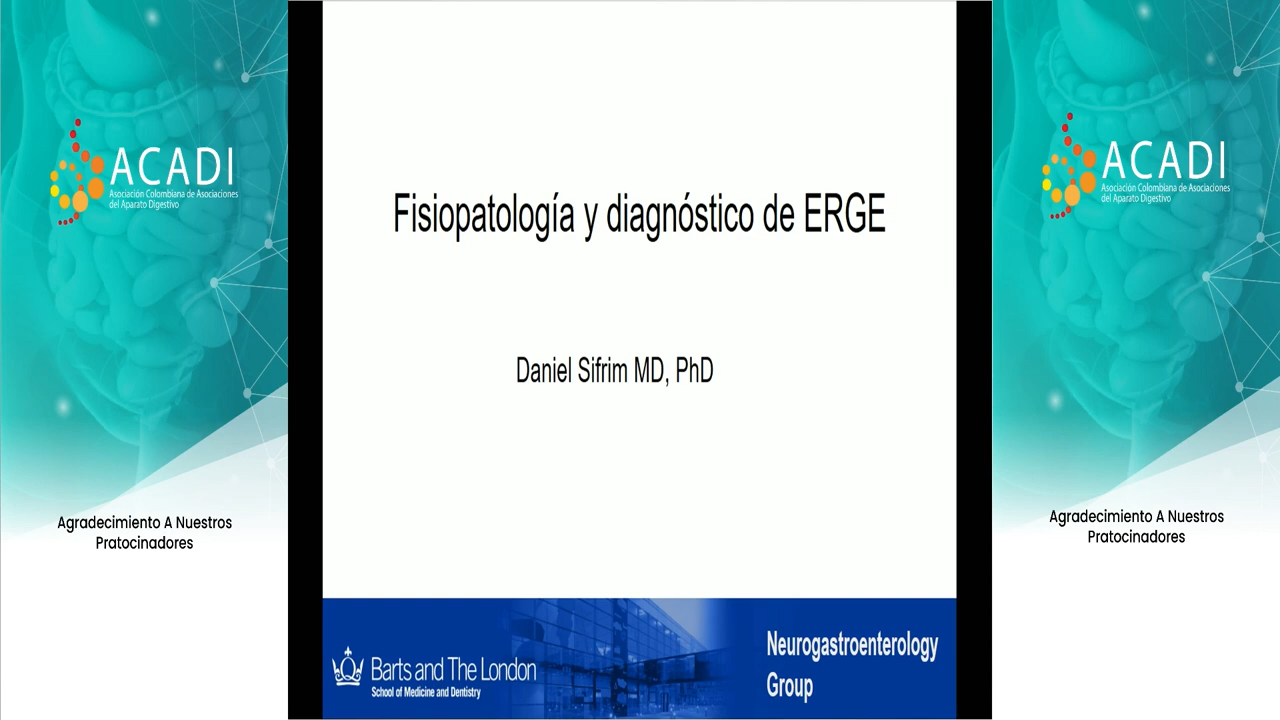 ACADI
Asociación Colombiana de Asociaciones
del Aparato Digestivo
Agradecimiento A Nuestros
Pratocinadores
Fisiopatología y diagnóstico de ERGE
Daniel Sifrim MD, PhD
Barts and The London
School of Medicine and Dentistry
Neurogastroenterology
Group
ACADI
Asociación Colombiana de Asociaciones
del Aparato Digestivo
Agradecimiento A Nuestros
Pratocinadores